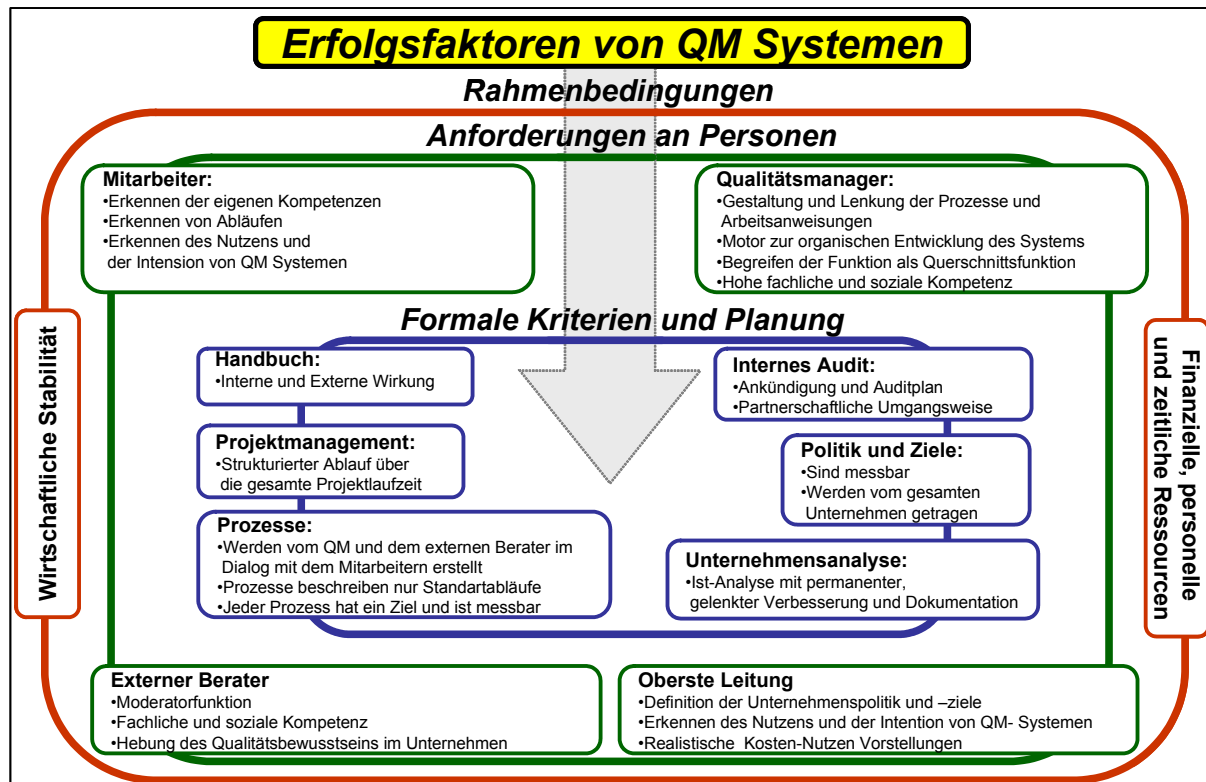 Erfolgsfaktoren von QM Systemen
Rahmenbedingungen
Anforderungen an Personen
Mitarbeiter:
•Erkennen der eigenen Kompetenzen
•Erkennen von Abläufen
•Erkennen des Nutzens und
der Intension von QM Systemen
Qualitätsmanager:
•Gestaltung und Lenkung der Prozesse und
Arbeitsanweisungen
•Motor zur organischen Entwicklung des Systems
•Begreifen der Funktion als Querschnittsfunktion
•Hohe fachliche und soziale Kompetenz
Wirtschaftliche Stabilität
Formale Kriterien und Planung
Handbuch:
•Interne und Externe Wirkung
Projektmanagement:
•Strukturierter Ablauf über
die gesamte Projektlaufzeit
Prozesse:
•Werden vom QM und dem externen Berater im
Dialog mit dem Mitarbeitern erstellt
•Prozesse beschreiben nur Standartabläufe
•Jeder Prozess hat ein Ziel und ist messbar
Internes Audit:
•Ankündigung und Auditplan
•Partnerschaftliche Umgangsweise
Politik und Ziele:
•Sind messbar
•Werden vom gesamten
Unternehmen getragen
Unternehmensanalyse:
•Ist-Analyse mit permanenter,
gelenkter Verbesserung und Dokumentation
Finanzielle, personelle
und zeitliche Ressourcen
Externer Berater
•Moderatorfunktion
•Fachliche und soziale Kompetenz
•Hebung des Qualitätsbewusstseins im Unternehmen
Oberste Leitung
•Definition der Unternehmenspolitik und –ziele
•Erkennen des Nutzens und der Intention von QM- Systemen
•Realistische Kosten-Nutzen Vorstellungen